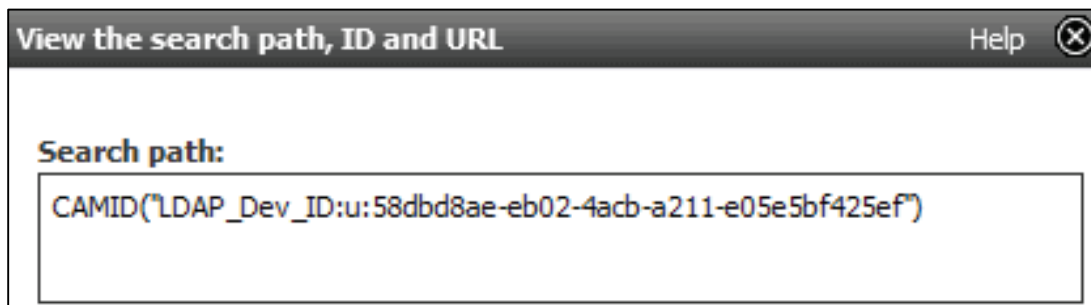 View the search path, ID and URL Help
Search path:
CAMID("LDAP_Dev_ID:u:58dbd8ae-eb02-4acb-a211-e05e5bf425ef")